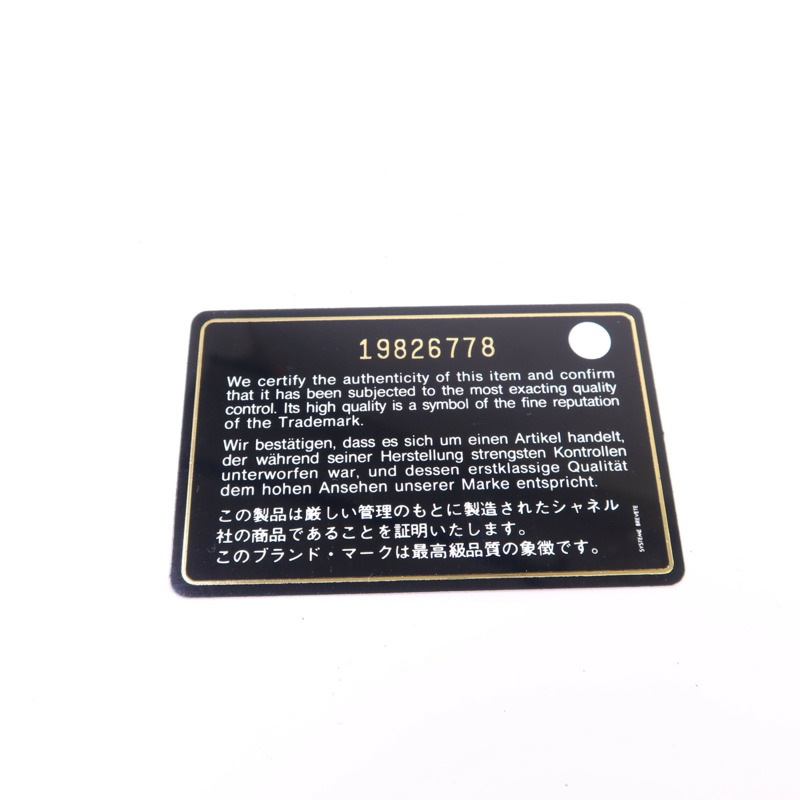 19826778
We certify the authenticity of this item and confirm
that it has been subjected to the most exacting quality
control. Its high quality is a symbol of the fine reputation
of the Trademark.
Wir bestätigen, dass es sich um einen Artikel handelt,
der während seiner Herstellung strengsten Kontrollen
unterworfen war, und dessen erstklassige Qualität
dem hohen Ansehen unserer Marke entspricht.
この製品は厳しい管理のもとに製造されたシャネル
社の商品であることを証明いたします。
このブランド・マークは最高級品質の象徴です。
SYSTEME BREVETE